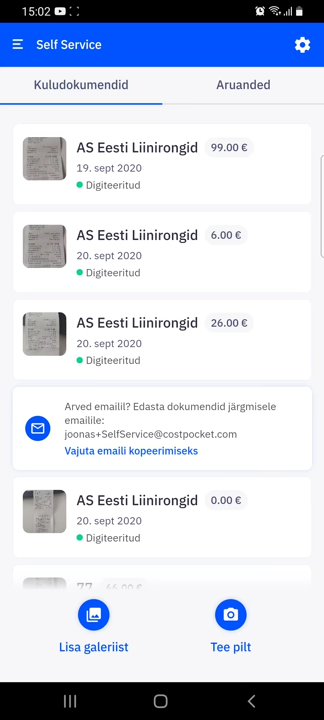 15:02
Self Service
Kuludokumendid
Aruanded
AS Eesti Liinirongid 99.00 €
19. sept 2020
Digiteeritud
AS Eesti Liinirongid 6.00 €
20. sept 2020
Digiteeritud
AS Eesti Liinirongid 26.00 €
20. sept 2020
Digiteeritud
Arved emailil? Edasta dokumendid järgmisele
emailile:
joonas+SelfService@costpocket.com
Vajuta emaili kopeerimiseks
AS Eesti Liinirongid 0.00 €
20. sept 2020
Digiteeritud
Lisa galeriist
Tee pilt